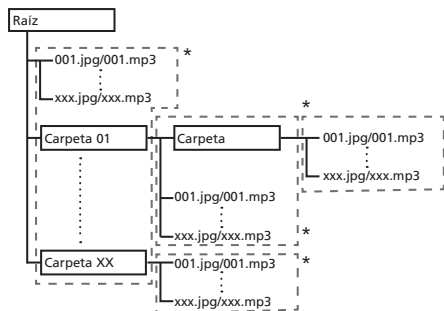 Raíz
001.jpg/001.mp3
*
xxx.jpg/xxx.mp3
*
Carpeta 01
Carpeta
001.jpg/001.mp3
xxx.jpg/xxx.mp3
001.jpg/001.mp3
xxx.jpg/xxx.mp3
*
Carpeta XX
001.jpg/001.mp3
*
xxx.jpg/xxx.mp3